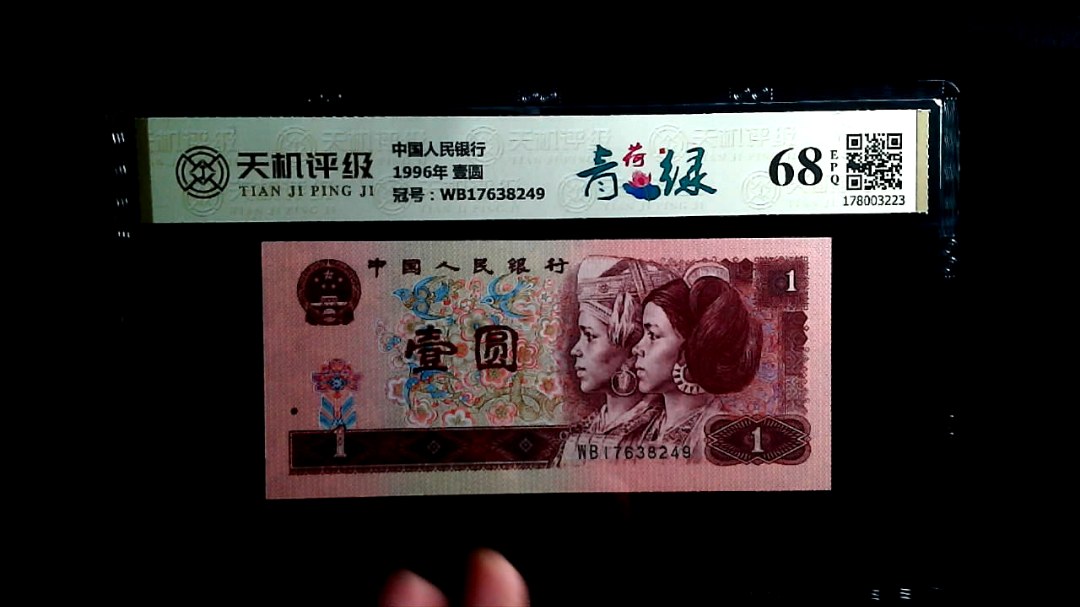 天机评级
TIAN JI PING JI
中国人民银行
1996年 壹圆
冠号：WB17638249
青荷绿
68
EPQ
178003223
中国人民银行
1
壹圆
1
1
WB17638249